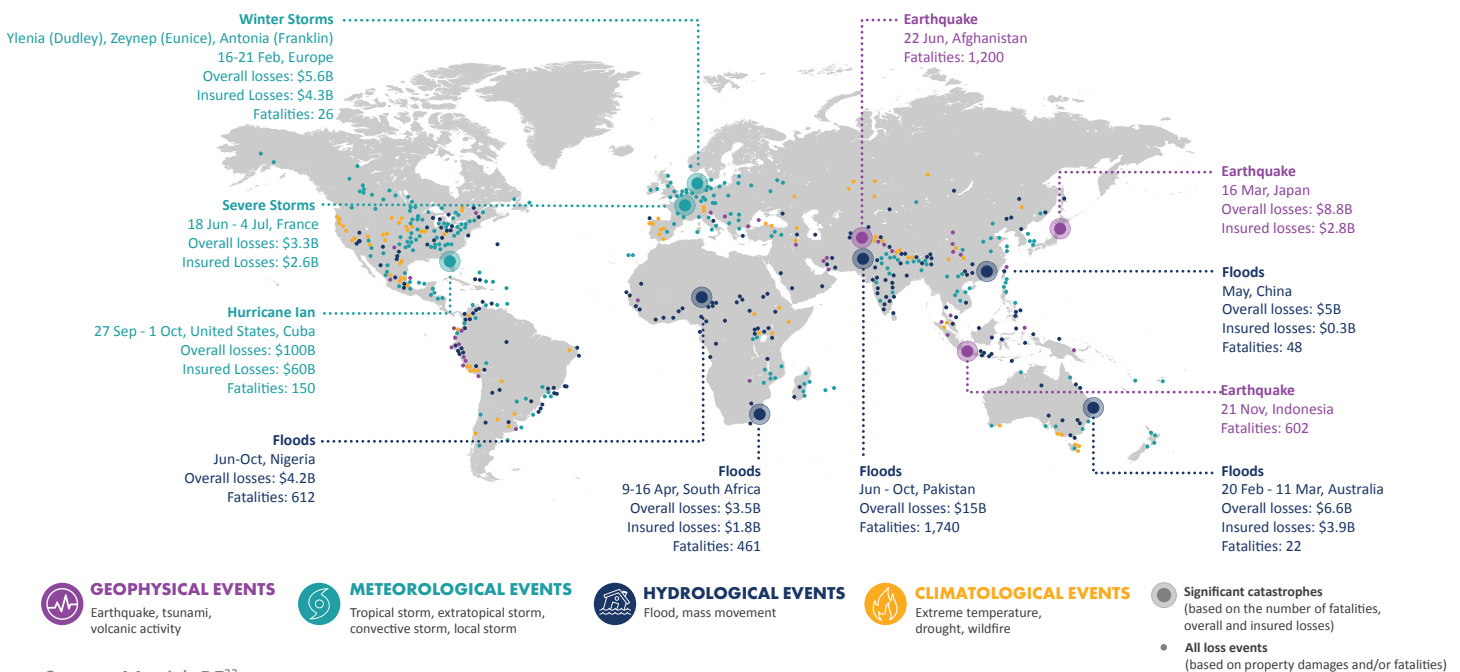 Winter Storms
Ylenia (Dudley), Zeynep (Eunice), Antonia (Franklin)
16-21 Feb, Europe
Overall losses: $5.6B
Insured Losses: $4.3B
Fatalities: 26
Earthquake
22 Jun, Afghanistan
Fatalities: 1,200
Earthquake
16 Mar, Japan
Overall losses: $8.8B
Insured losses: $2.8B
Severe Storms
18 Jun - 4 Jul, France
Overall losses: $3.3B
Insured Losses: $2.6B
Floods
May, China
Overall losses: $5B
Insured losses: $0.3B
Fatalities: 48
Hurricane Ian
27 Sep - 1 Oct, United States, Cuba
Overall losses: $100B
Insured Losses: $60B
Fatalities: 150
Earthquake
21 Nov, Indonesia
Fatalities: 602
Floods
Jun-Oct, Nigeria
Overall losses: $4.2B
Fatalities: 612
Floods
9-16 Apr, South Africa
Overall losses: $3.5B
Insured losses: $1.8B
Fatalities: 461
Floods
Jun - Oct, Pakistan
Overall losses: $15B
Fatalities: 1,740
Floods
20 Feb - 11 Mar, Australia
Overall losses: $6.6B
Insured losses: $3.9B
Fatalities: 22
GEOPHYSICAL EVENTS
Earthquake, tsunami,
volcanic activity
METEOROLOGICAL EVENTS
Tropical storm, extratopical storm,
convective storm, local storm
HYDROLOGICAL EVENTS
Flood, mass movement
CLIMATOLOGICAL EVENTS
Extreme temperature,
drought, wildfire
Significant catastrophes
(based on the number of fatalities,
overall and insured losses)
All loss events
(based on property damages and/or fatalities)